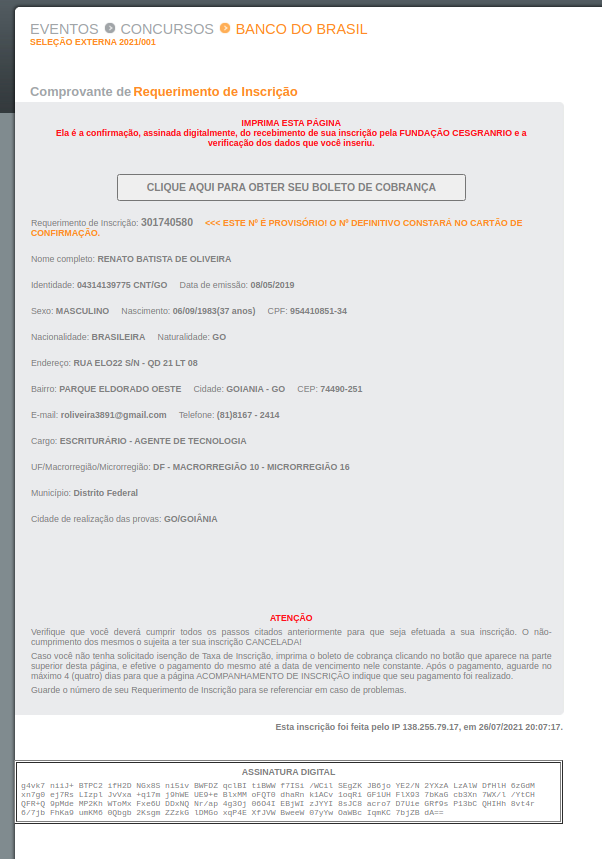 EVENTOS CONCURSOS BANCO DO BRASIL
SELEÇÃO EXTERNA 2021/001
Comprovante de Requerimento de Inscrição
IMPRIMA ESTA PÁGINA
Ela é a confirmação, assinada digitalmente, do recebimento de sua inscrição pela FUNDAÇÃO CESGRANRIO e a
verificação dos dados que você inseriu.
CLIQUE AQUI PARA OBTER SEU BOLETO DE COBRANÇA
Requerimento de Inscrição: 301740580 <<< ESTE Nº É PROVISÓRIO! O Nº DEFINITIVO CONSTARÁ NO CARTÃO DE
CONFIRMAÇÃO.
Nome completo: RENATO BATISTA DE OLIVEIRA
Identidade: 04314139775 CNT/GO Data de emissão: 08/05/2019
Sexo: MASCULINO Nascimento: 06/09/1983(37 anos) CPF: 954410851-34
Nacionalidade: BRASILEIRA Naturalidade: GO
Endereço: RUA ELO22 S/N - QD 21 LT 08
Bairro: PARQUE ELDORADO OESTE Cidade: GOIANIA - GO CEP: 74490-251
E-mail: roliveira3891@gmail.com Telefone: (81)8167 - 2414
Cargo: ESCRITURÁRIO - AGENTE DE TECNOLOGIA
UF/Macrorregião/Microrregião: DF - MACRORREGIÃO 10 - MICRORREGIÃO 16
Município: Distrito Federal
Cidade de realização das provas: GO/GOIÂNIA
ATENÇÃO
Verifique que você deverá cumprir todos os passos citados anteriormente para que seja efetuada a sua inscrição. O não-
cumprimento dos mesmos o sujeita a ter sua inscrição CANCELADA!
Caso você não tenha solicitado isenção de Taxa de Inscrição, imprima o boleto de cobrança clicando no botão que aparece na parte
superior desta página, e efetive o pagamento do mesmo até a data de vencimento nele constante. Após o pagamento, aguarde no
máximo 4 (quatro) dias para que a página ACOMPANHAMENTO DE INSCRIÇÃO indique que seu pagamento foi realizado.
Guarde o número de seu Requerimento de Inscrição para se referenciar em caso de problemas.
Esta inscrição foi feita pelo IP 138.255.79.17, em 26/07/2021 20:07:17.
ASSINATURA DIGITAL
g4vk7 niiJ+ BTPC2 ifH2D NGx8S ni5iv BWFDZ qclBI tiBWW f7ISi /WCil SEgZK JB6jo YE2/N 2YXzA LzAlW DfHlH 6zGdM
xn7g0 ej7Rs LIzpl JvVxa +q17m j9hWE UE9+e BlxMM oFQT0 dhaRn k1ACv 1oqRi GF1UH FlX93 7bKaG cb3Xn 7WX/l /YtCH
QFR+Q 9pMde MP2Kh WToMx Fxe6U DDxNQ Nr/ap 4g3Dj 06D4I EBjWI zJYYI 8sJC8 acro7 D7Uie GRf9s P13bC QHIHh 8vt4r
6/7jb FhKa9 umKM6 0Qbgb 2Ksgm ZZzkG lDMGo xqP4E XfJVW BweeW 07yYw OaWBc IqmKC 7bjZB dA==